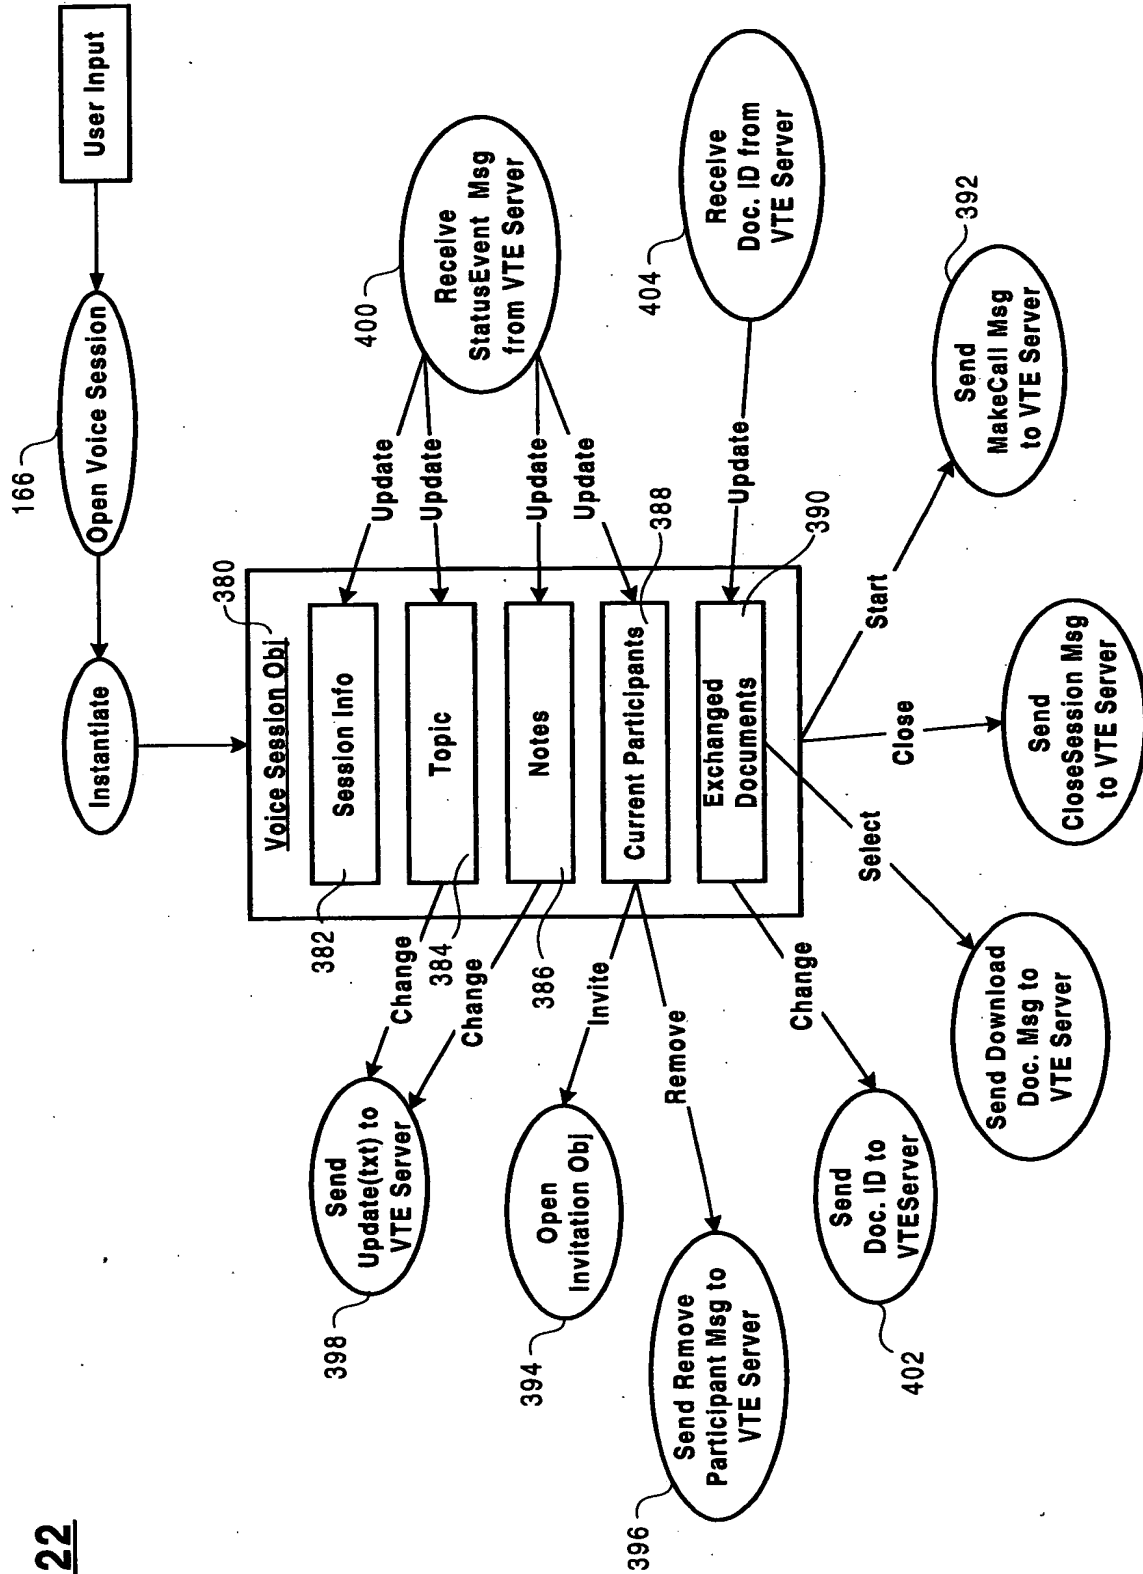 22
User Input
166
Open Voice Session
Instantiate
380
Voice Session Obj
382
Session Info
384
Topic
386
Notes
388
Current Participants
390
Exchanged
Documents
400
Receive
StatusEvent Msg
from VTE Server
Update
Update
Update
Update
404
Receive
Doc. ID from
VTE Server
Update
392
Send
MakeCall Msg
to VTE Server
Start
Send
CloseSession Msg
to VTE Server
Close
Send Download
Doc. Msg to
VTE Server
Select
Change
Change
398
Send
Update(txt) to
VTE Server
Invite
394
Open
Invitation Obj
Remove
396
Send Remove
Participant Msg to
VTE Server
Change
402
Send
Doc. ID to
VTEServer